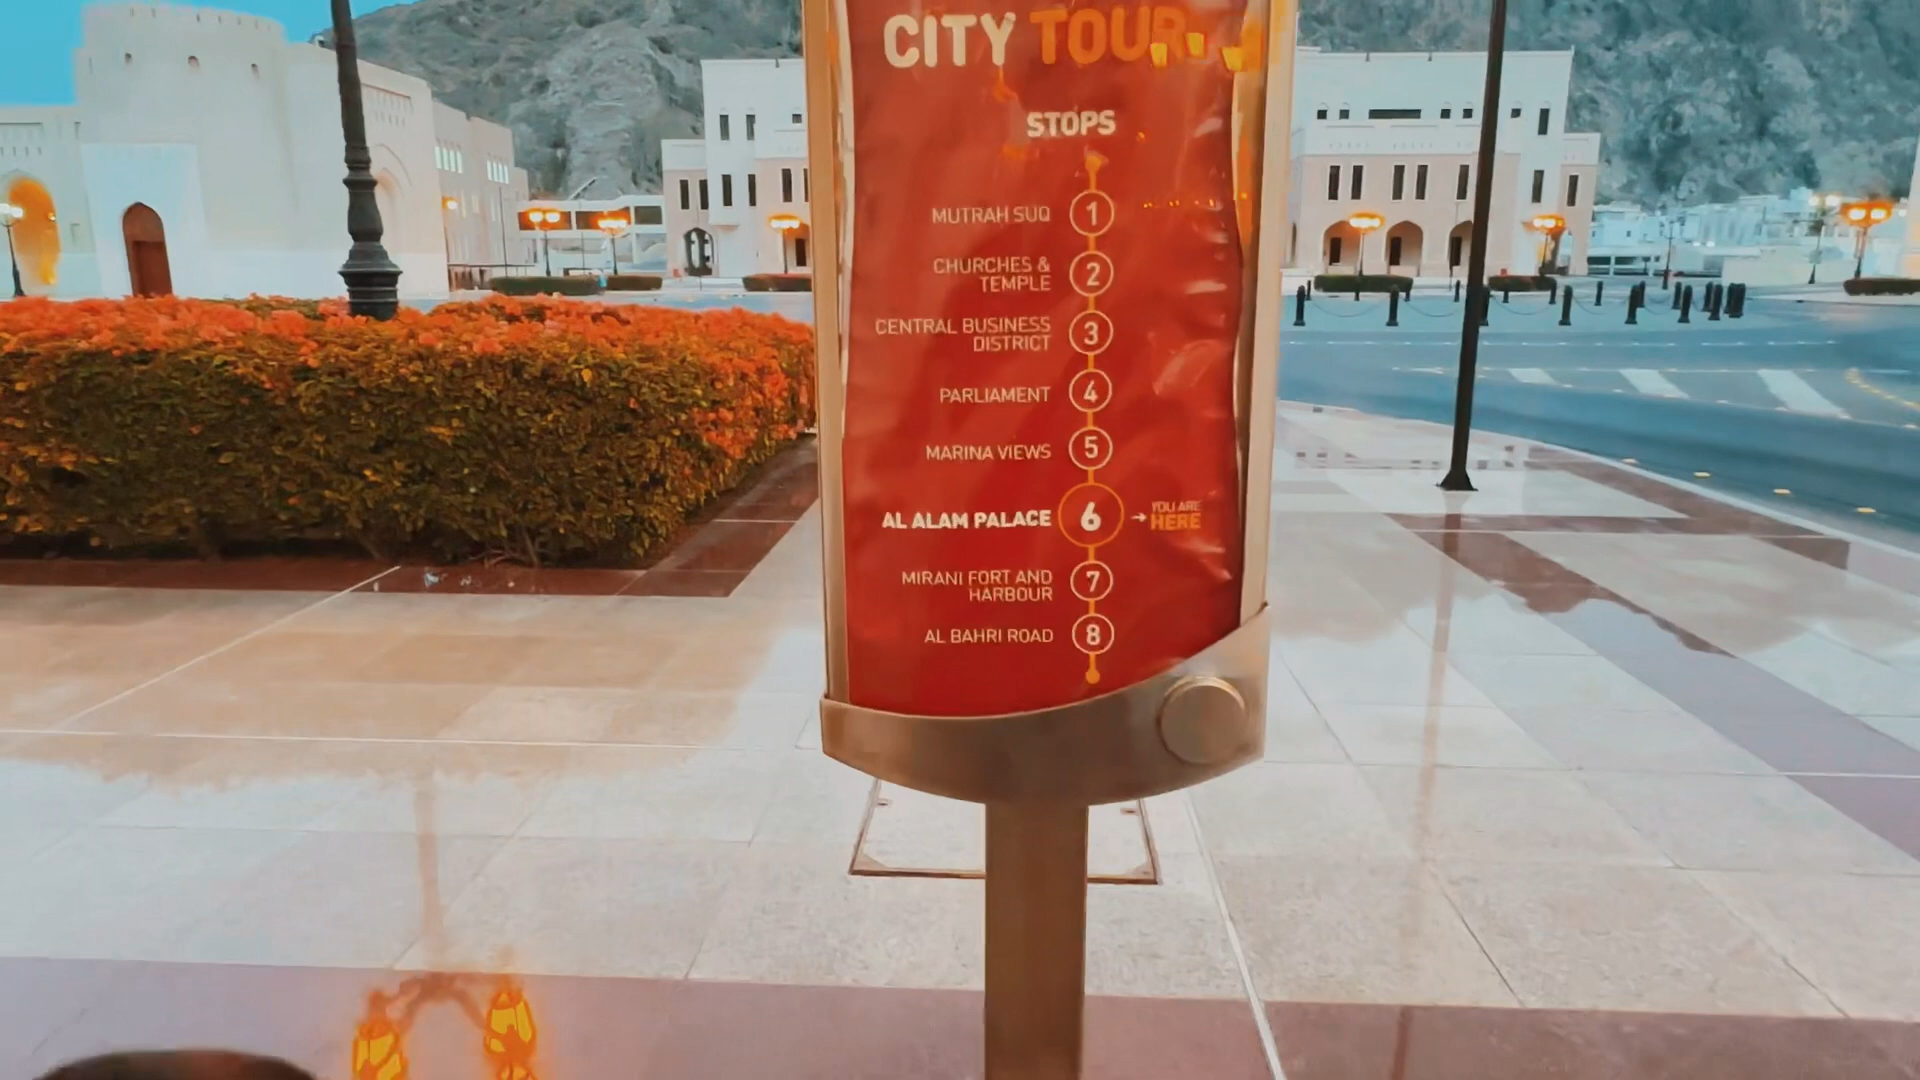 CITY TOUR
STOPS
MUTRAH SUQ 1
CHURCHES &
TEMPLE 2
CENTRAL BUSINESS
DISTRICT 3
PARLIAMENT 4
MARINA VIEWS 5
AL ALAM PALACE 6 → YOU ARE
HERE
MIRANI FORT AND
HARBOUR 7
AL BAHRI ROAD 8